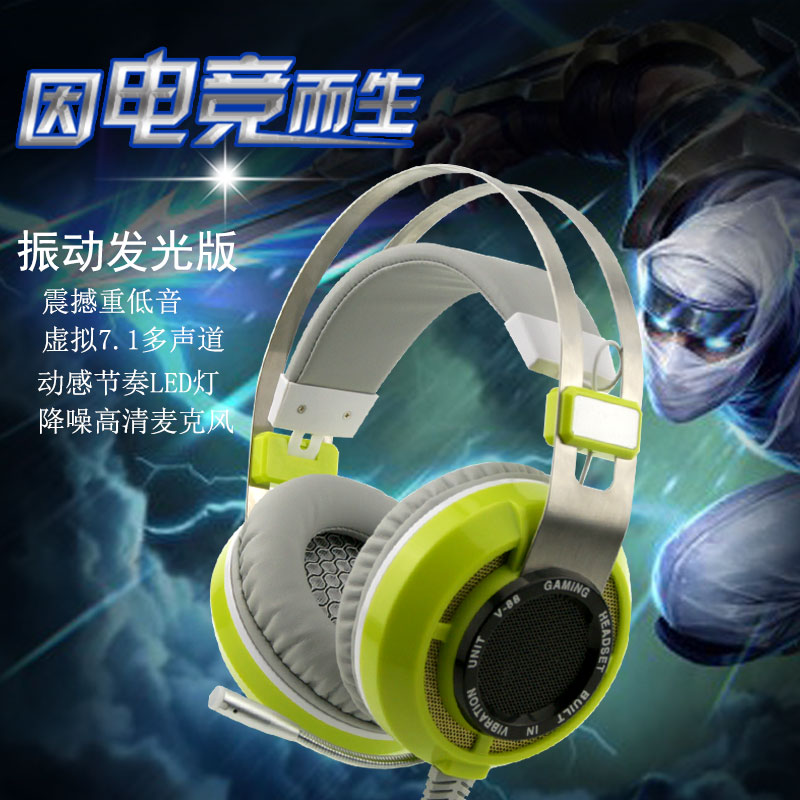 因电竞而生
振动发光版
震撼重低音
虚拟7.1多声道
动感节奏LED灯
降噪高清麦克风
V-88 GAMING HEADSET BUILT IN VIBRATION UNIT